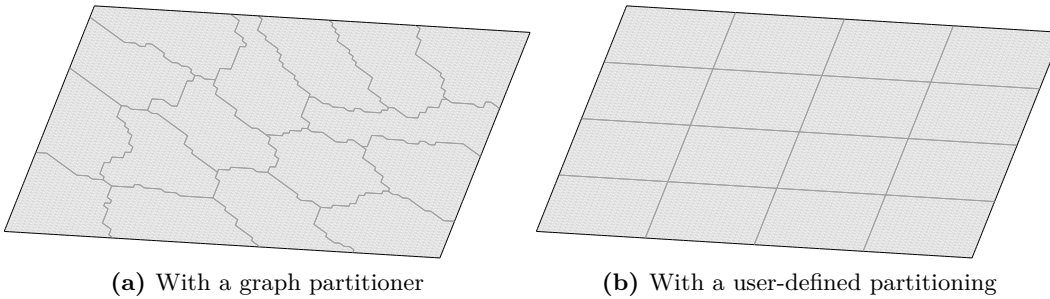 (a) With a graph partitioner
(b) With a user-defined partitioning